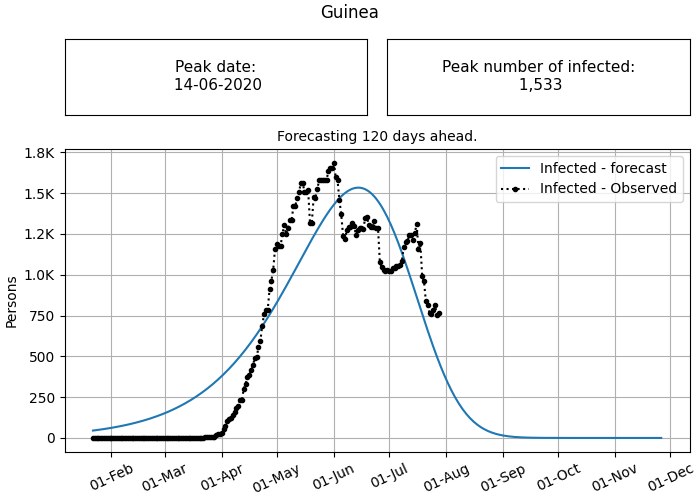 Guinea
Peak date:
14-06-2020
Peak number of infected:
1,533
Forecasting 120 days ahead.
Infected - forecast
Infected - Observed
1.8K
1.5K
1.2K
1.0K
750
500
250
0
Persons
01-Feb
01-Mar
01-Apr
01-May
01-Jun
01-Jul
01-Aug
01-Sep
01-Oct
01-Nov
01-Dec